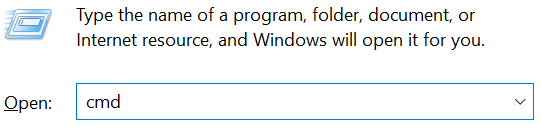 Type the name of a program, folder, document, or
Internet resource, and Windows will open it for you.
Open: cmd